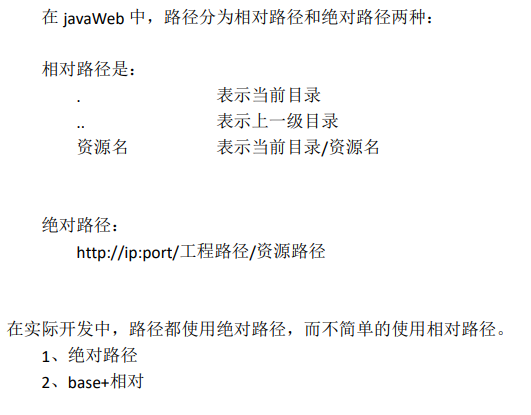 在 javaWeb 中，路径分为相对路径和绝对路径两种：
相对路径是：
. 表示当前目录
.. 表示上一级目录
资源名 表示当前目录/资源名
绝对路径：
http://ip:port/工程路径/资源路径
在实际开发中，路径都使用绝对路径，而不简单的使用相对路径。
1、绝对路径
2、base+相对